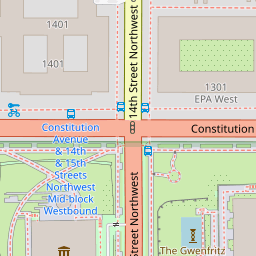 1401
1401
14th Street Northwest
1301
EPA West
Constitution
Constitution
Avenue
& 14th
& 15th
Streets
Northwest
Mid-block
Westbound
Street Northwest
The Gwenfritz